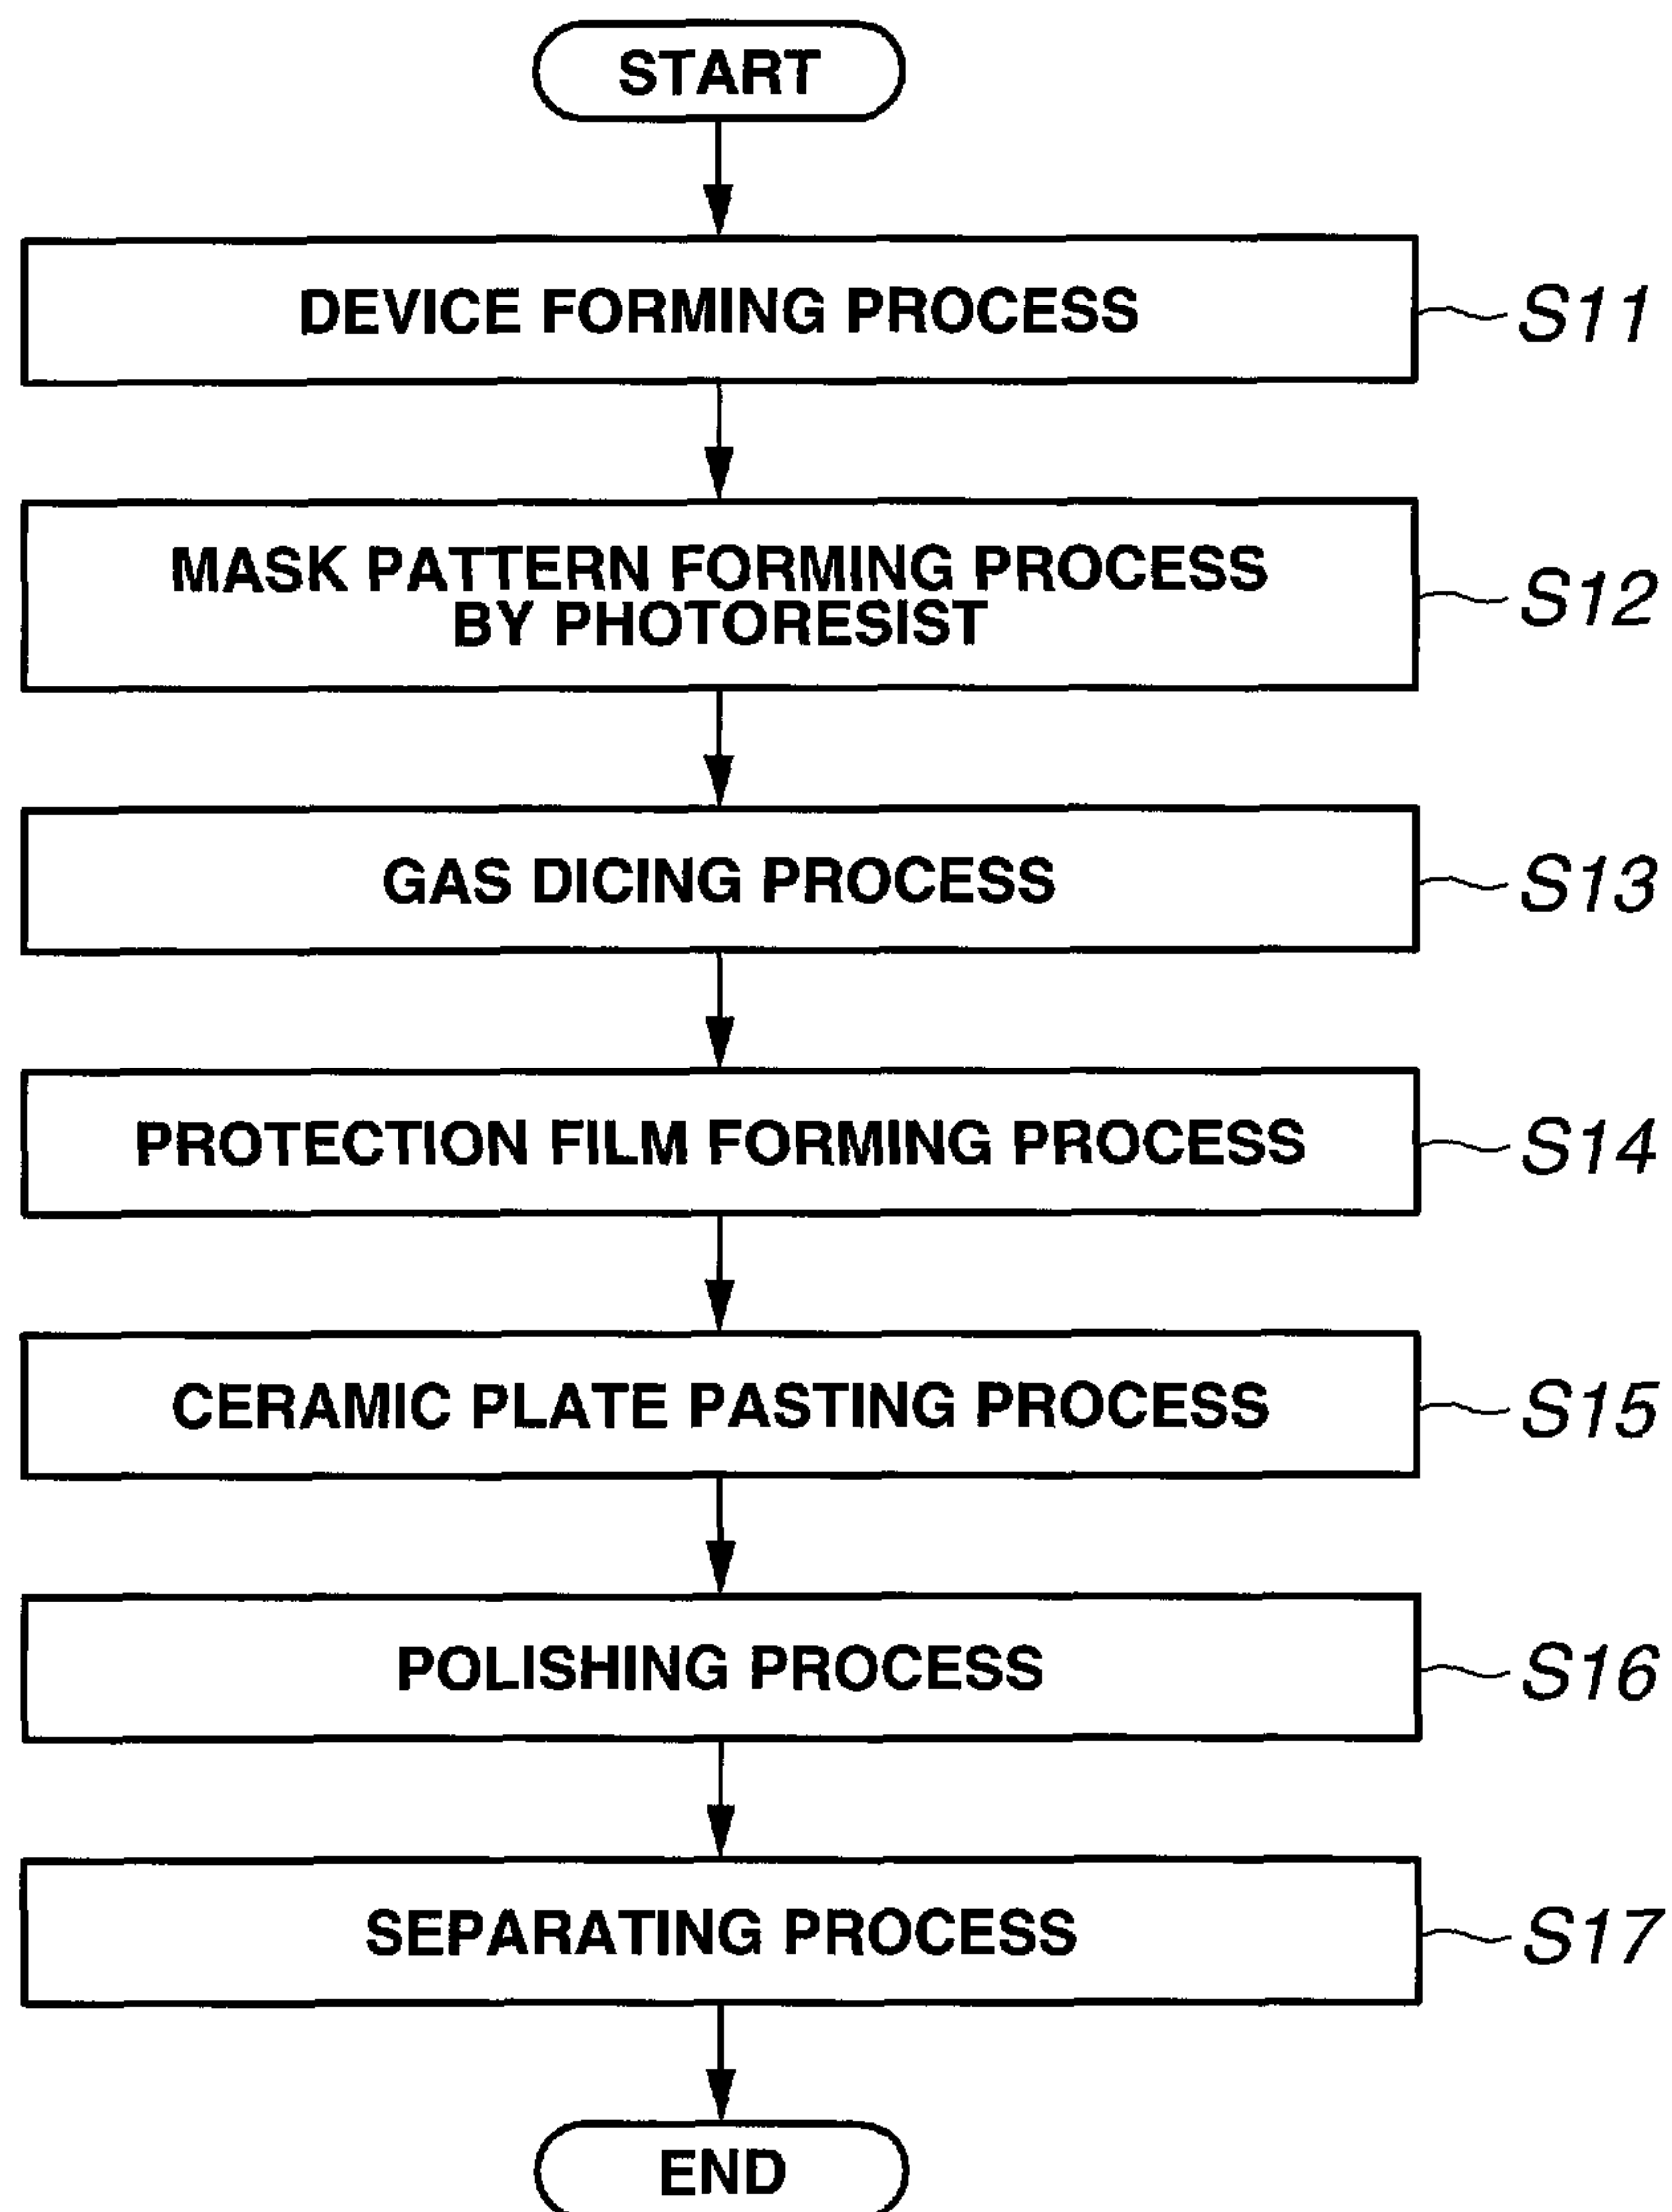 START
DEVICE FORMING PROCESS
S11
MASK PATTERN FORMING PROCESS
BY PHOTORESIST
S12
GAS DICING PROCESS
S13
PROTECTION FILM FORMING PROCESS
S14
CERAMIC PLATE PASTING PROCESS
S15
POLISHING PROCESS
S16
SEPARATING PROCESS
S17
END